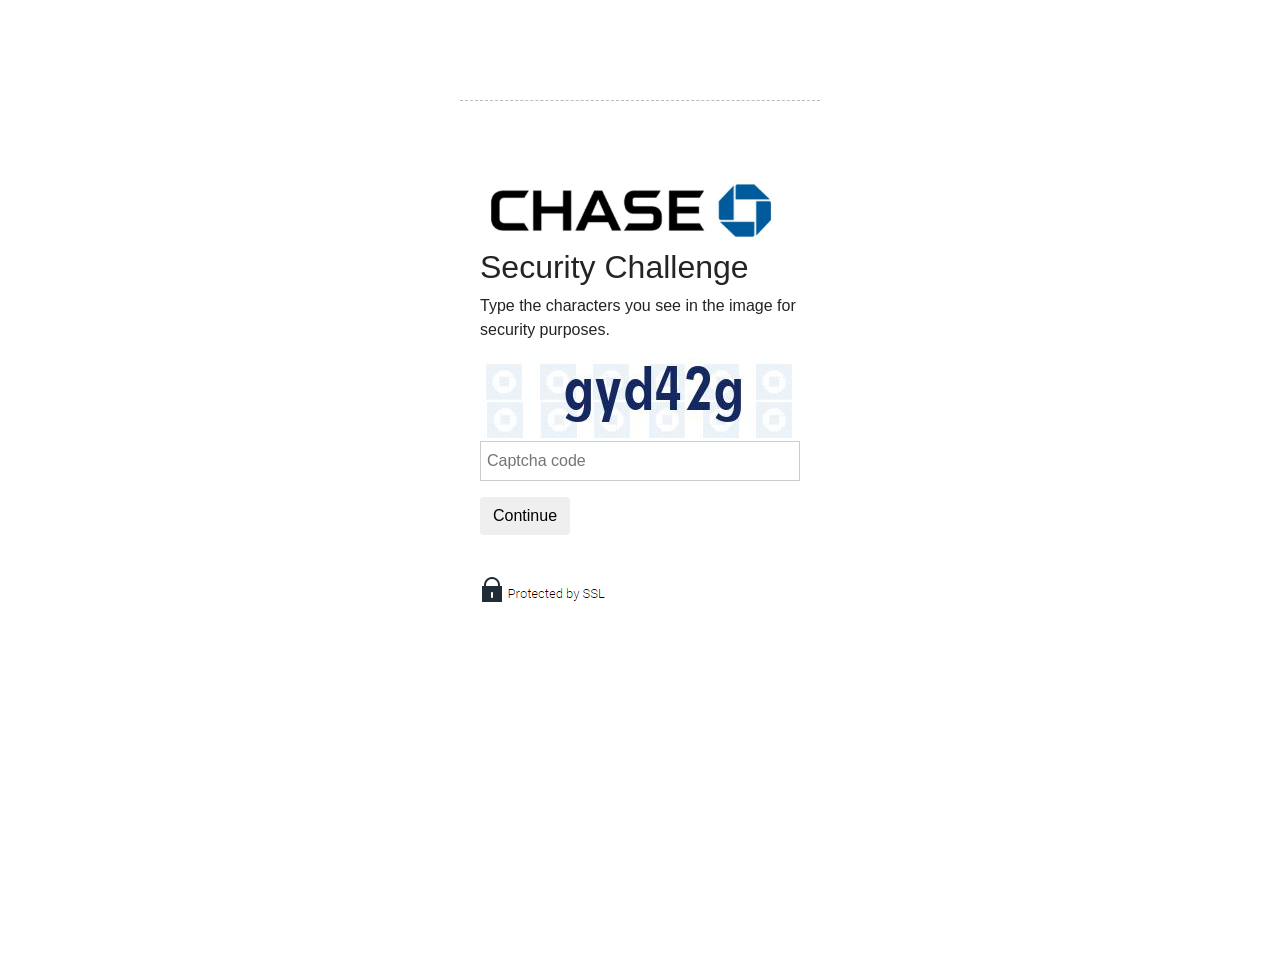 CHASE
Security Challenge
Type the characters you see in the image for
security purposes.
gyd42g
Captcha code
Continue
Protected by SSL